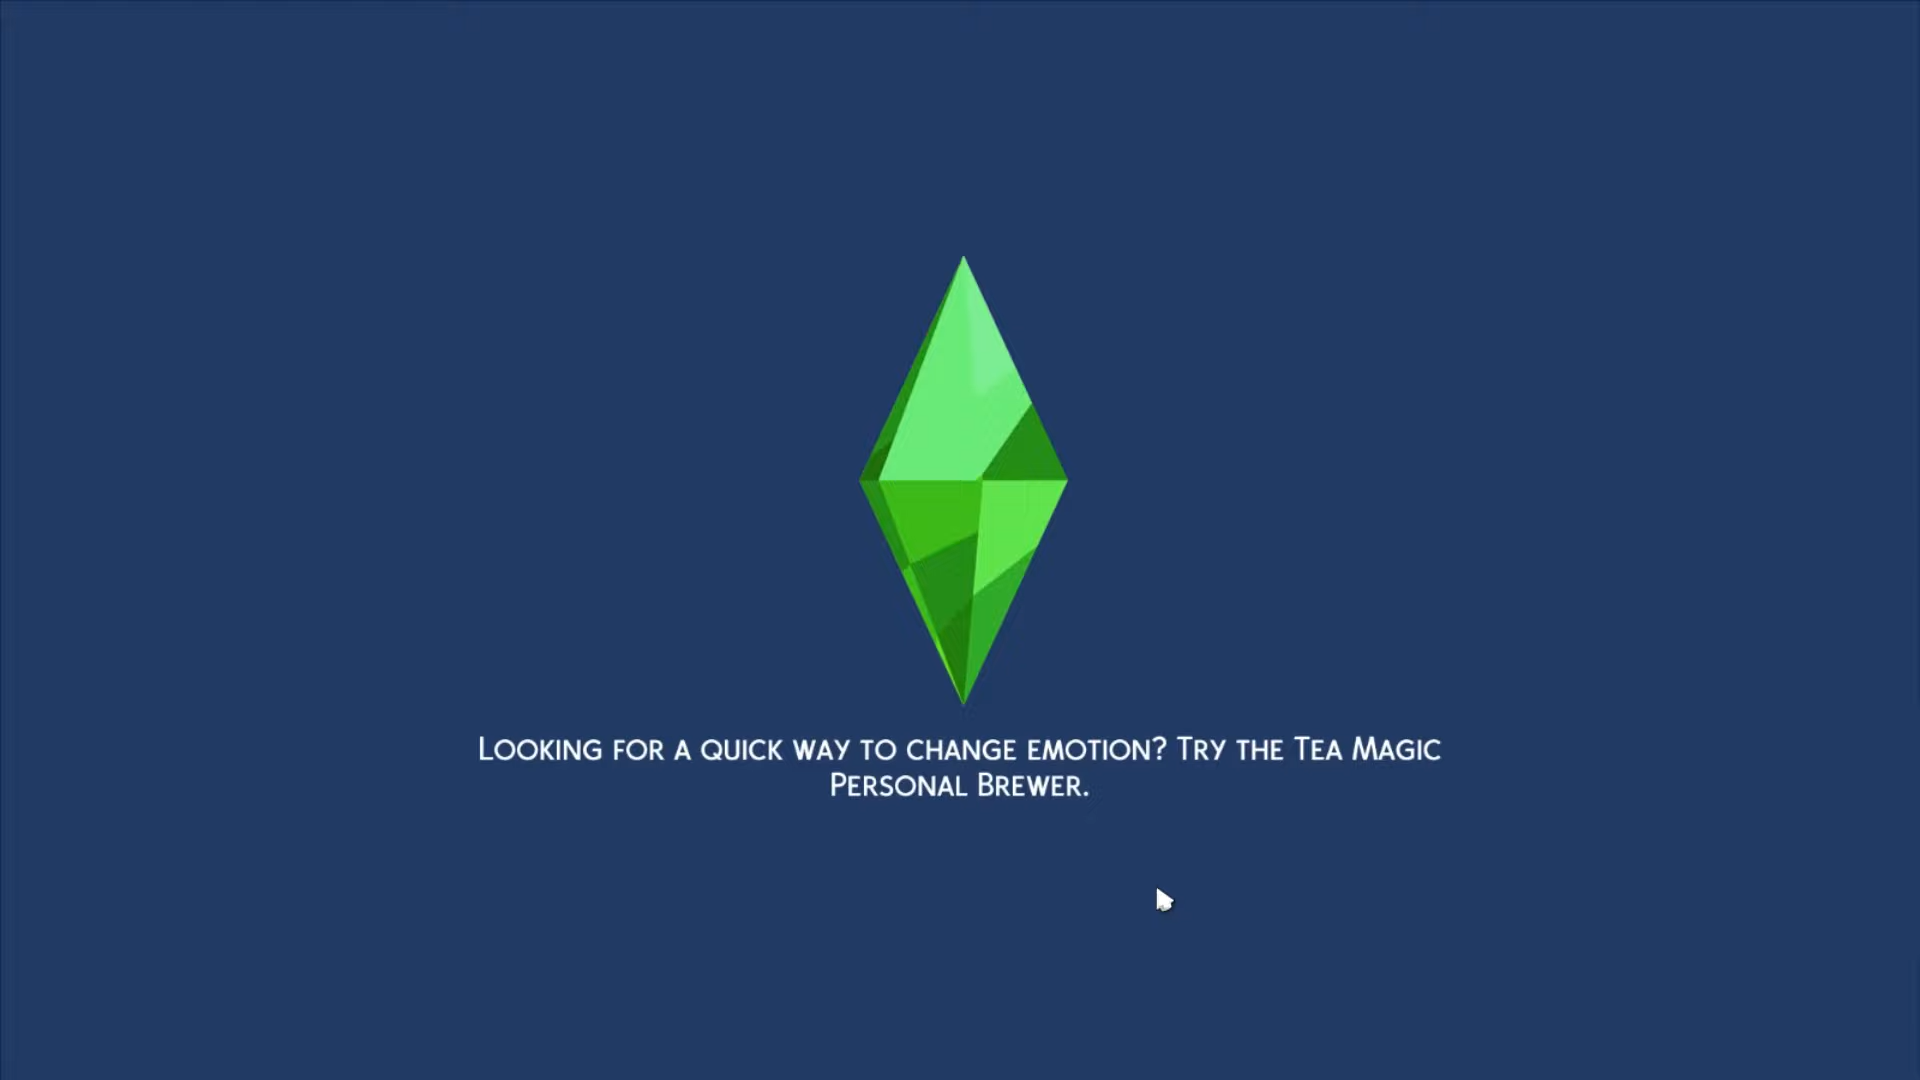 Looking for a quick way to change emotion? Try the Tea Magic
Personal Brewer.